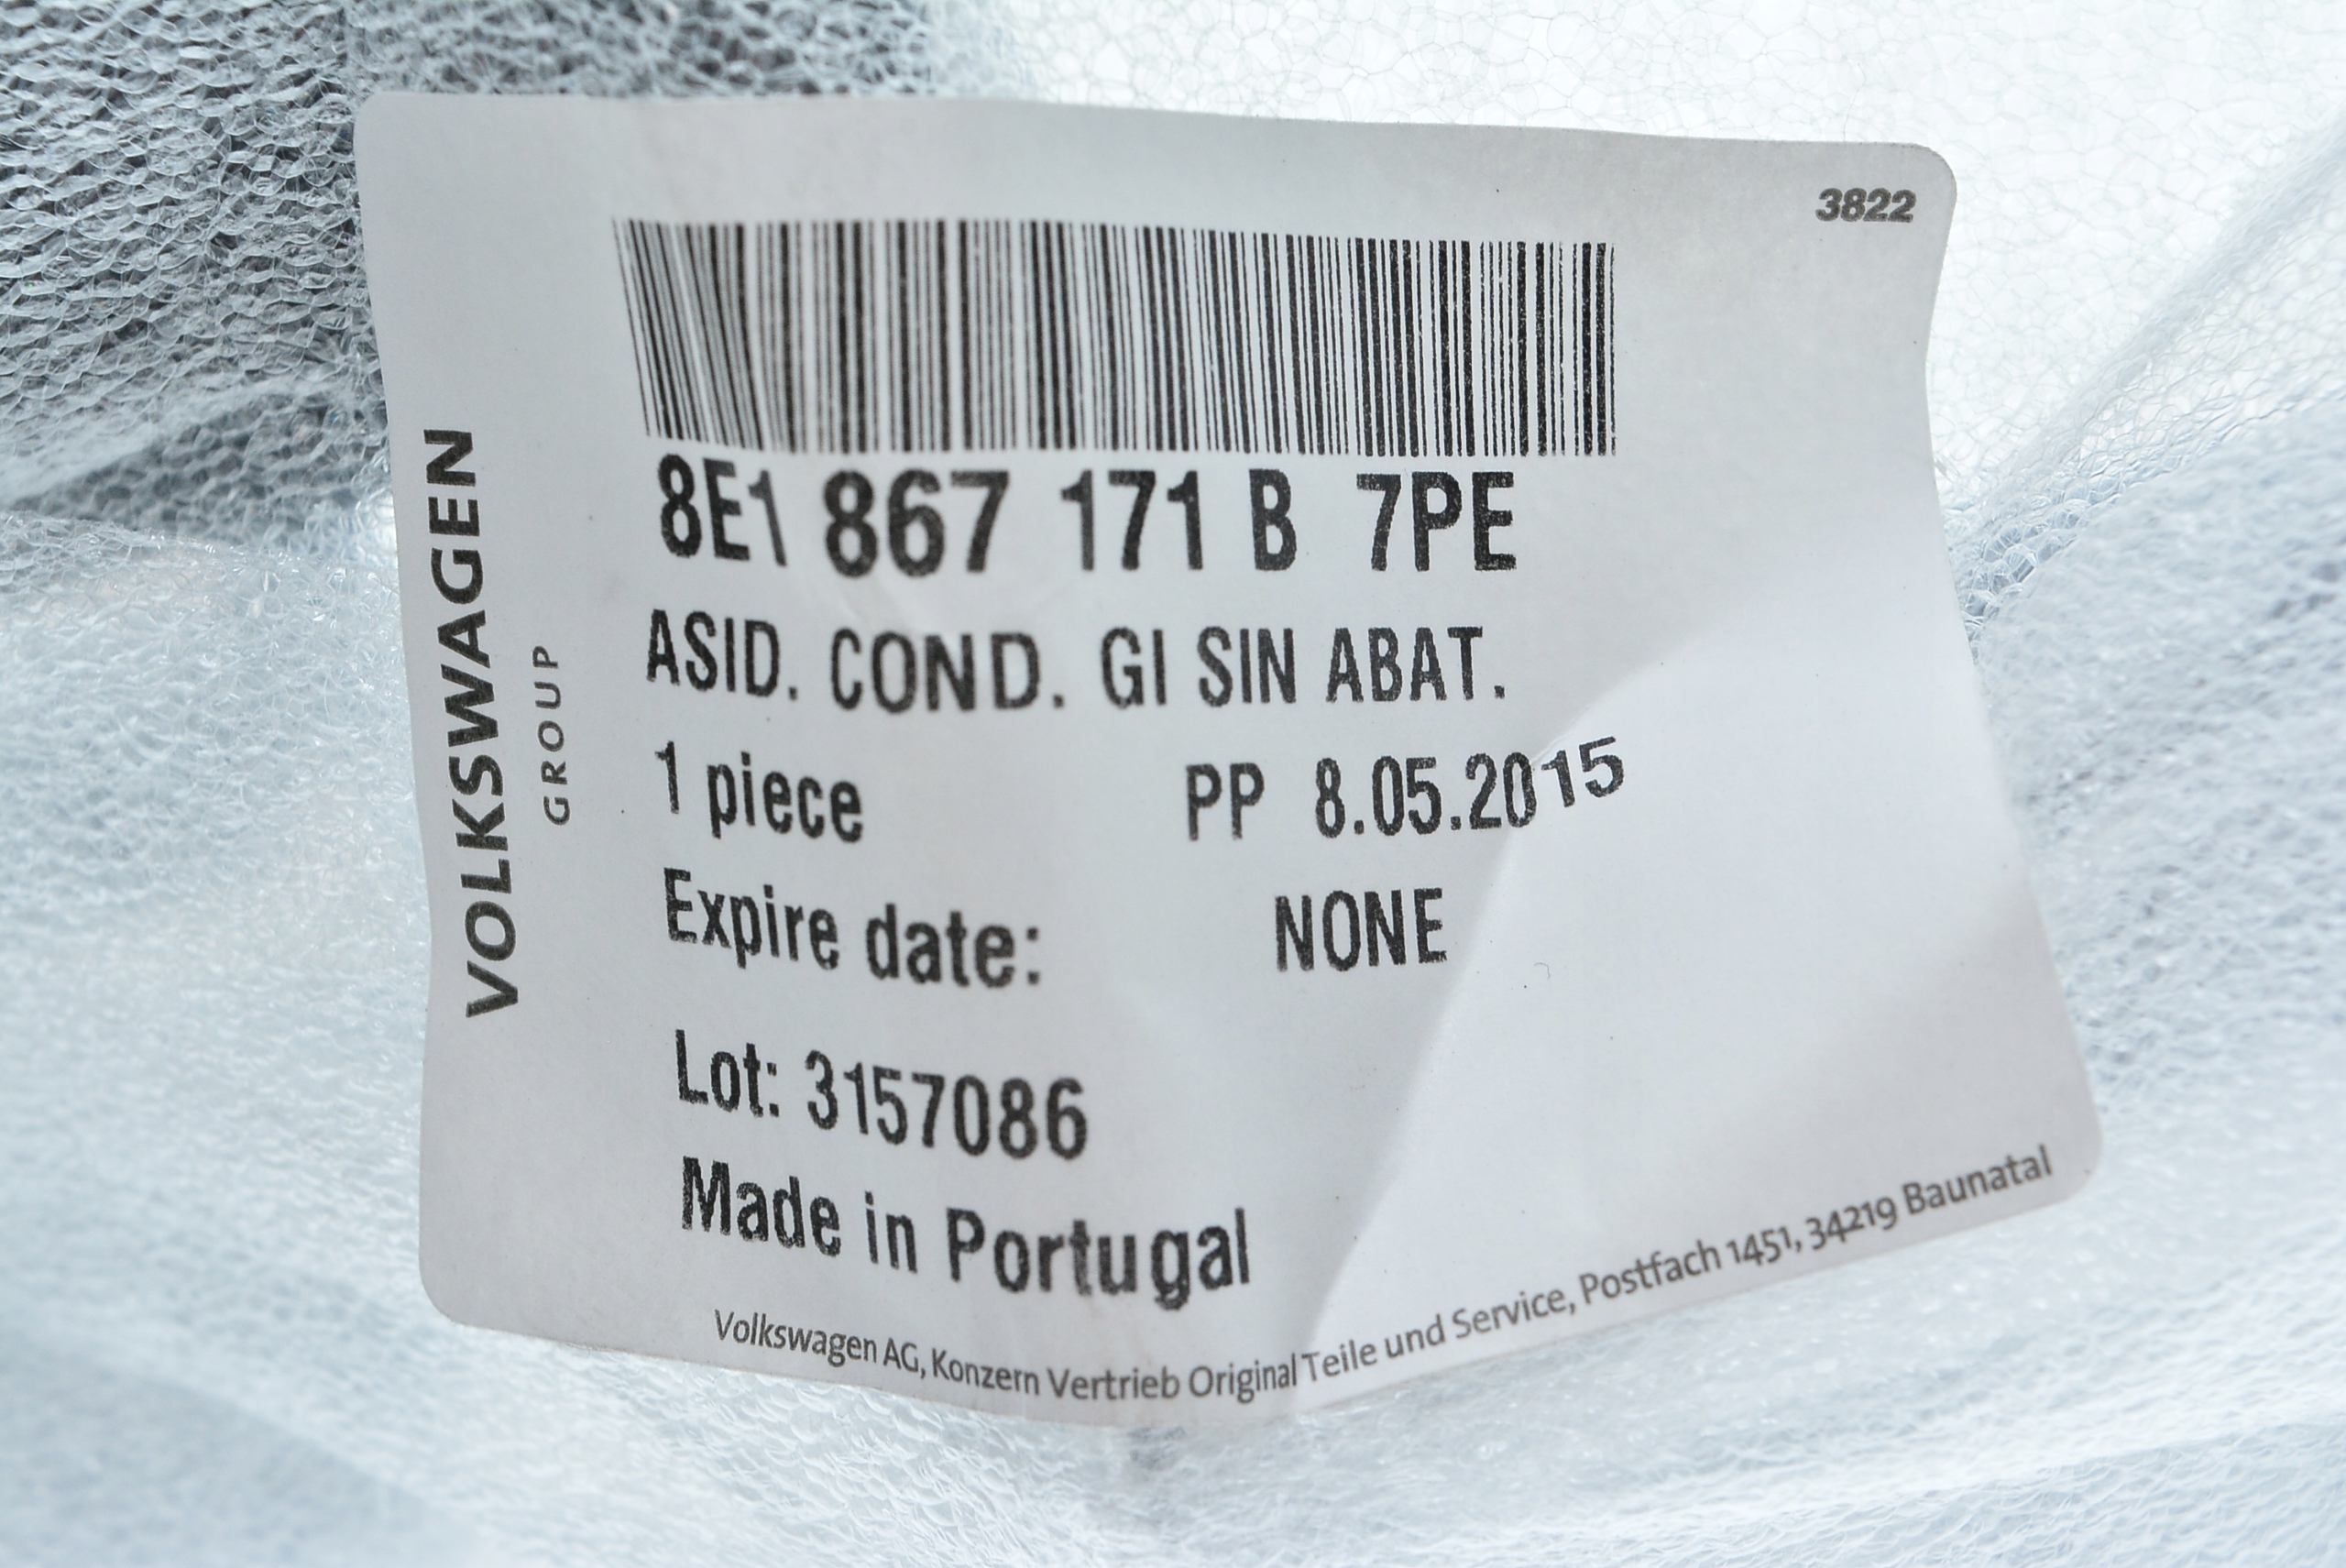 3822
VOLKSWAGEN
GROUP
8E1 867 171 B 7PE
ASID. COND. GI SIN ABAT.
1 piece PP 8.05.2015
Expire date: NONE
Lot: 3157086
Made in Portugal
Volkswagen AG, Konzern Vertrieb Original Teile und Service, Postfach 1451, 34219 Baunatal